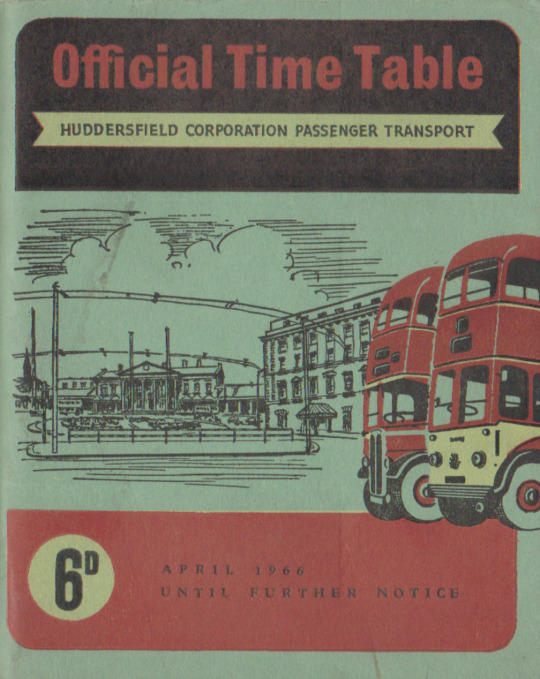 Official Time Table
HUDDERSFIELD CORPORATION PASSENGER TRANSPORT
6D
APRIL 1966
UNTIL FURTHER NOTICE